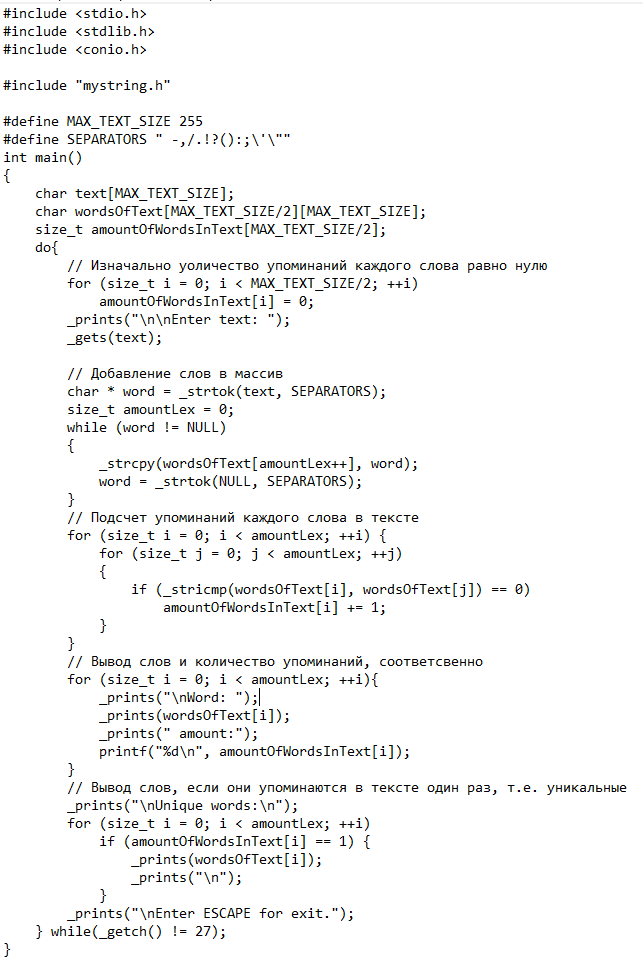 #include <stdio.h>
#include <stdlib.h>
#include <conio.h>

#include "mystring.h"

#define MAX_TEXT_SIZE 255
#define SEPARATORS " -,/.!?():;\'\""
int main()
{
    char text[MAX_TEXT_SIZE];
    char wordsOfText[MAX_TEXT_SIZE/2][MAX_TEXT_SIZE];
    size_t amountOfWordsInText[MAX_TEXT_SIZE/2];
    do{
        // Изначально уоличество упоминаний каждого слова равно нулю
        for (size_t i = 0; i < MAX_TEXT_SIZE/2; ++i)
            amountOfWordsInText[i] = 0;
        _prints("\n\nEnter text: ");
        _gets(text);

        // Добавление слов в массив
        char * word = _strtok(text, SEPARATORS);
        size_t amountLex = 0;
        while (word != NULL)
        {
            _strcpy(wordsOfText[amountLex++], word);
            word = _strtok(NULL, SEPARATORS);
        }
        // Подсчет упоминаний каждого слова в тексте
        for (size_t i = 0; i < amountLex; ++i) {
            for (size_t j = 0; j < amountLex; ++j)
            {
                if (_stricmp(wordsOfText[i], wordsOfText[j]) == 0)
                    amountOfWordsInText[i] += 1;
            }
        }
        // Вывод слов и количество упоминаний, соответсвенно
        for (size_t i = 0; i < amountLex; ++i){
            _prints("\nWord: ");
            _prints(wordsOfText[i]);
            _prints(" amount:");
            printf("%d\n", amountOfWordsInText[i]);
        }
        // Вывод слов, если они упоминаются в тексте один раз, т.е. уникальные
        _prints("\nUnique words:\n");
        for (size_t i = 0; i < amountLex; ++i)
            if (amountOfWordsInText[i] == 1) {
                _prints(wordsOfText[i]);
                _prints("\n");
            }
        _prints("\nEnter ESCAPE for exit.");
    } while(_getch() != 27);
}